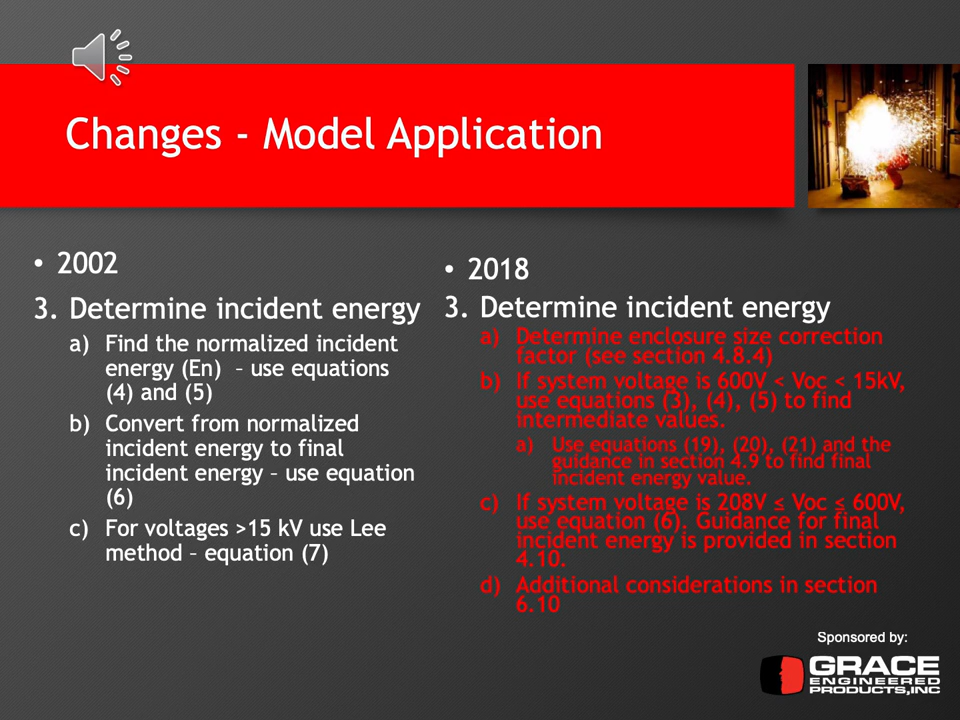 Changes - Model Application
• 2002
3. Determine incident energy
a) Find the normalized incident
energy (En) – use equations
(4) and (5)
b) Convert from normalized
incident energy to final
incident energy – use equation
(6)
c) For voltages >15 kV use Lee
method – equation (7)
• 2018
3. Determine incident energy
a) Determine enclosure size correction
factor (see section 4.8.4)
b) If system voltage is 600V < Voc < 15kV,
use equations (3), (4), (5) to find
intermediate values.
a) Use equations (19), (20), (21) and the
guidance in section 4.9 to find final
incident energy value.
c) If system voltage is 208V ≤ Voc ≤ 600V,
use equation (6). Guidance for final
incident energy is provided in section
4.10.
d) Additional considerations in section
6.10
Sponsored by:
GRACE
ENGINEERED
PRODUCTS,INC